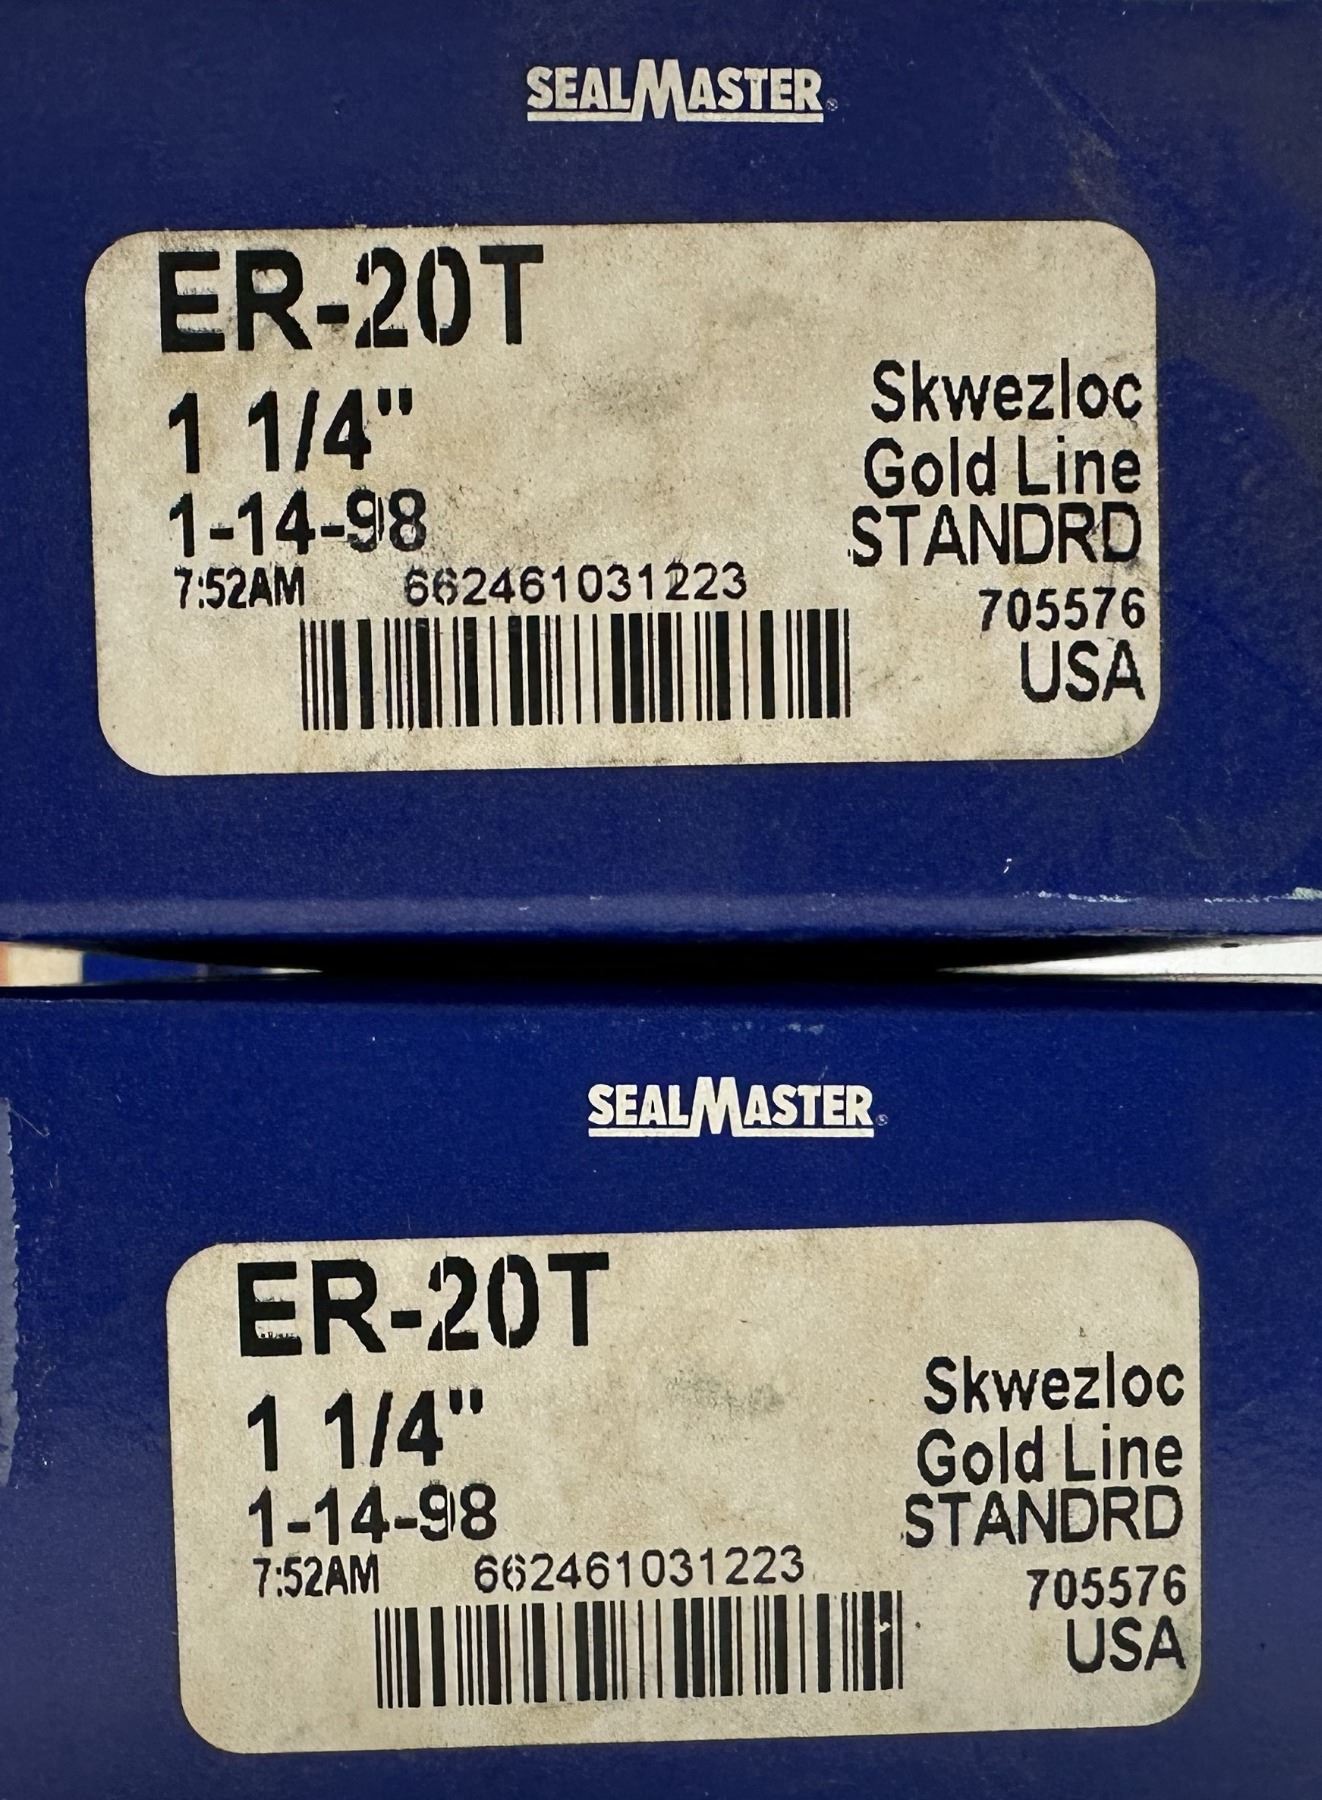 SEALMASTER®
ER-20T
1 1/4"
1-14-98
7:52AM 662461031223
Skwezloc
Gold Line
STANDRD
705576
USA
SEALMASTER®
ER-20T
1 1/4"
1-14-98
7:52AM 662461031223
Skwezloc
Gold Line
STANDRD
705576
USA